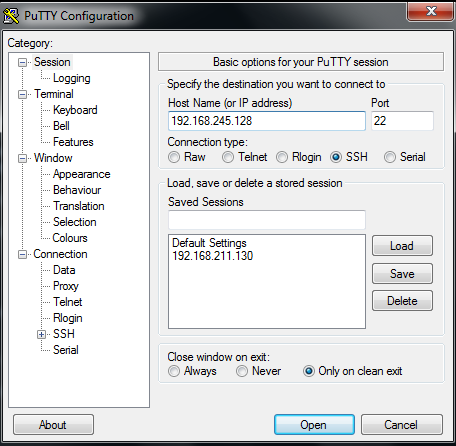 PuTTY Configuration
Category:
Session
Logging
Terminal
Keyboard
Bell
Features
Window
Appearance
Behaviour
Translation
Selection
Colours
Connection
Data
Proxy
Telnet
Rlogin
SSH
Serial
Basic options for your PuTTY session
Specify the destination you want to connect to
Host Name (or IP address) Port
192.168.245.128 22
Connection type:
Raw Telnet Rlogin SSH Serial
Load, save or delete a stored session
Saved Sessions
Default Settings
192.168.211.130
Load
Save
Delete
Close window on exit:
Always Never Only on clean exit
About Open Cancel